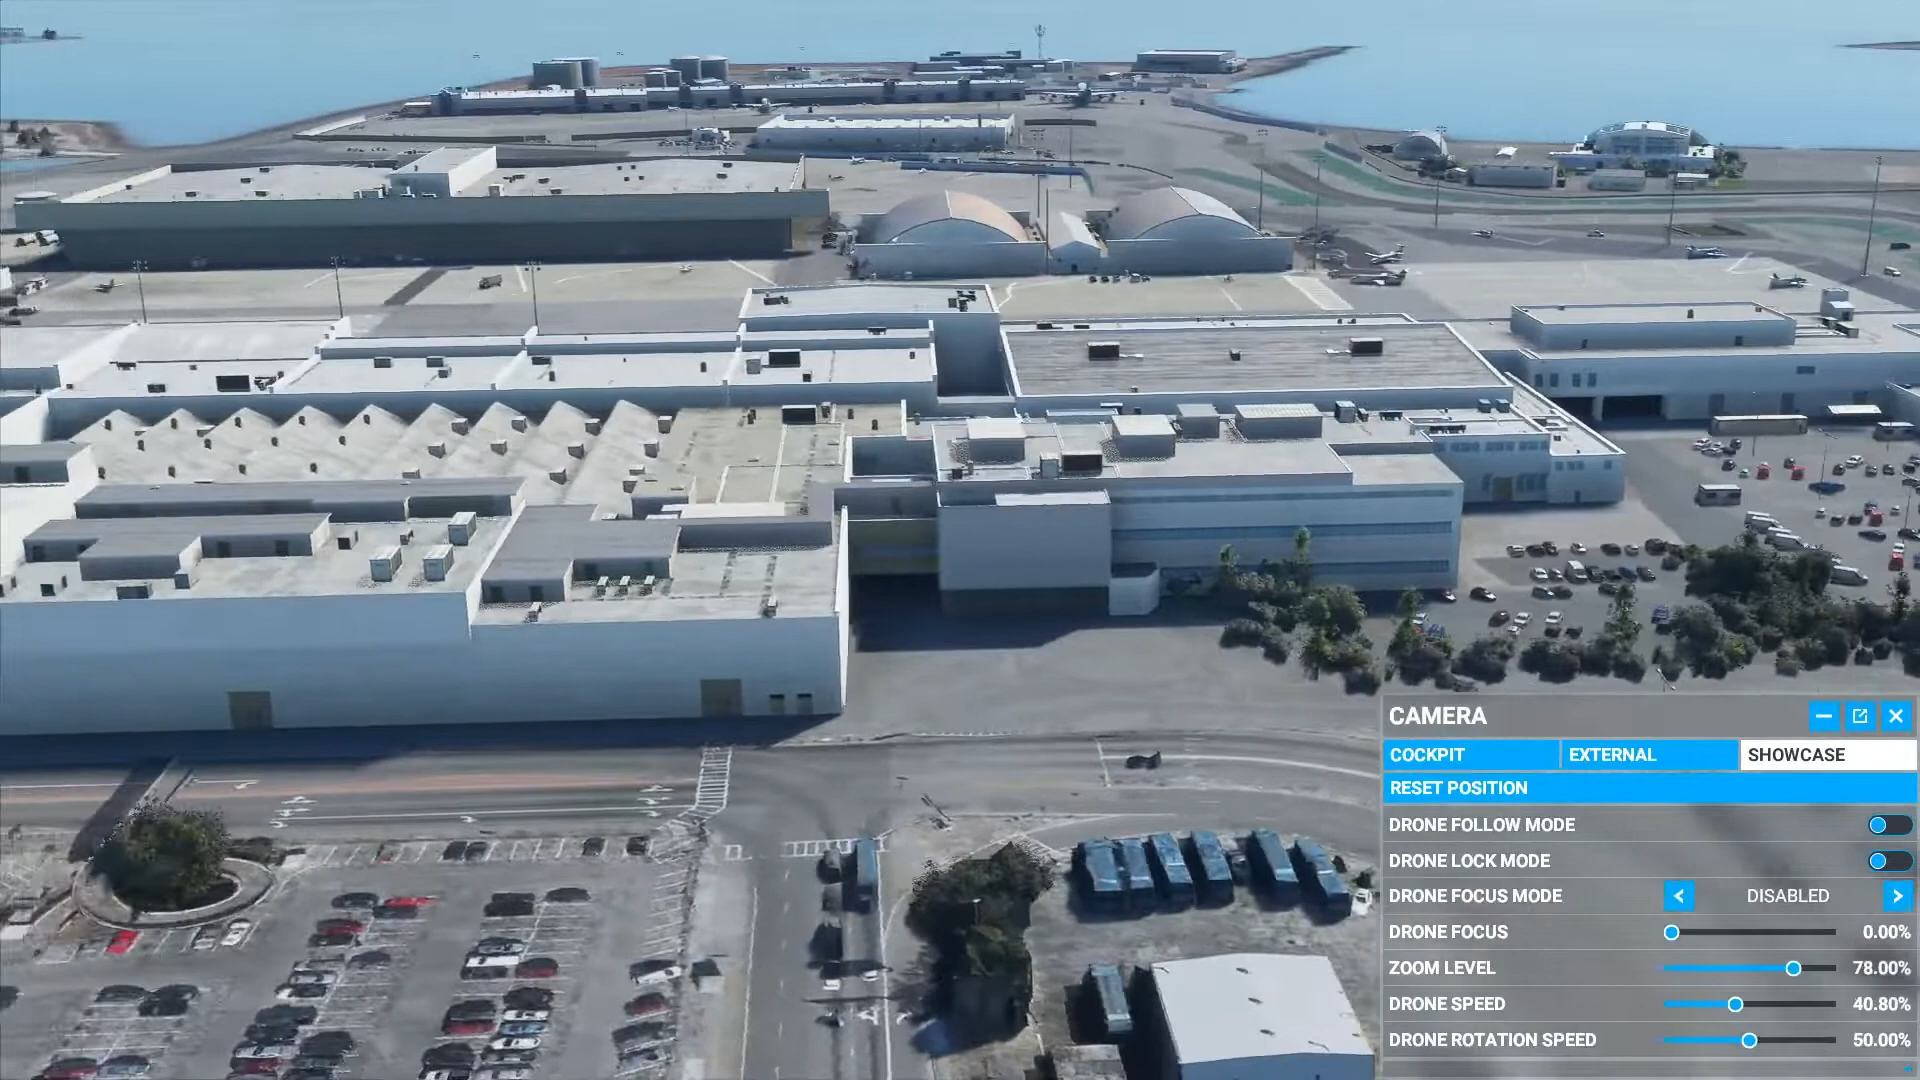 CAMERA
COCKPIT EXTERNAL SHOWCASE
RESET POSITION
DRONE FOLLOW MODE
DRONE LOCK MODE
DRONE FOCUS MODE < DISABLED >
DRONE FOCUS 0.00%
ZOOM LEVEL 78.00%
DRONE SPEED 40.80%
DRONE ROTATION SPEED 50.00%